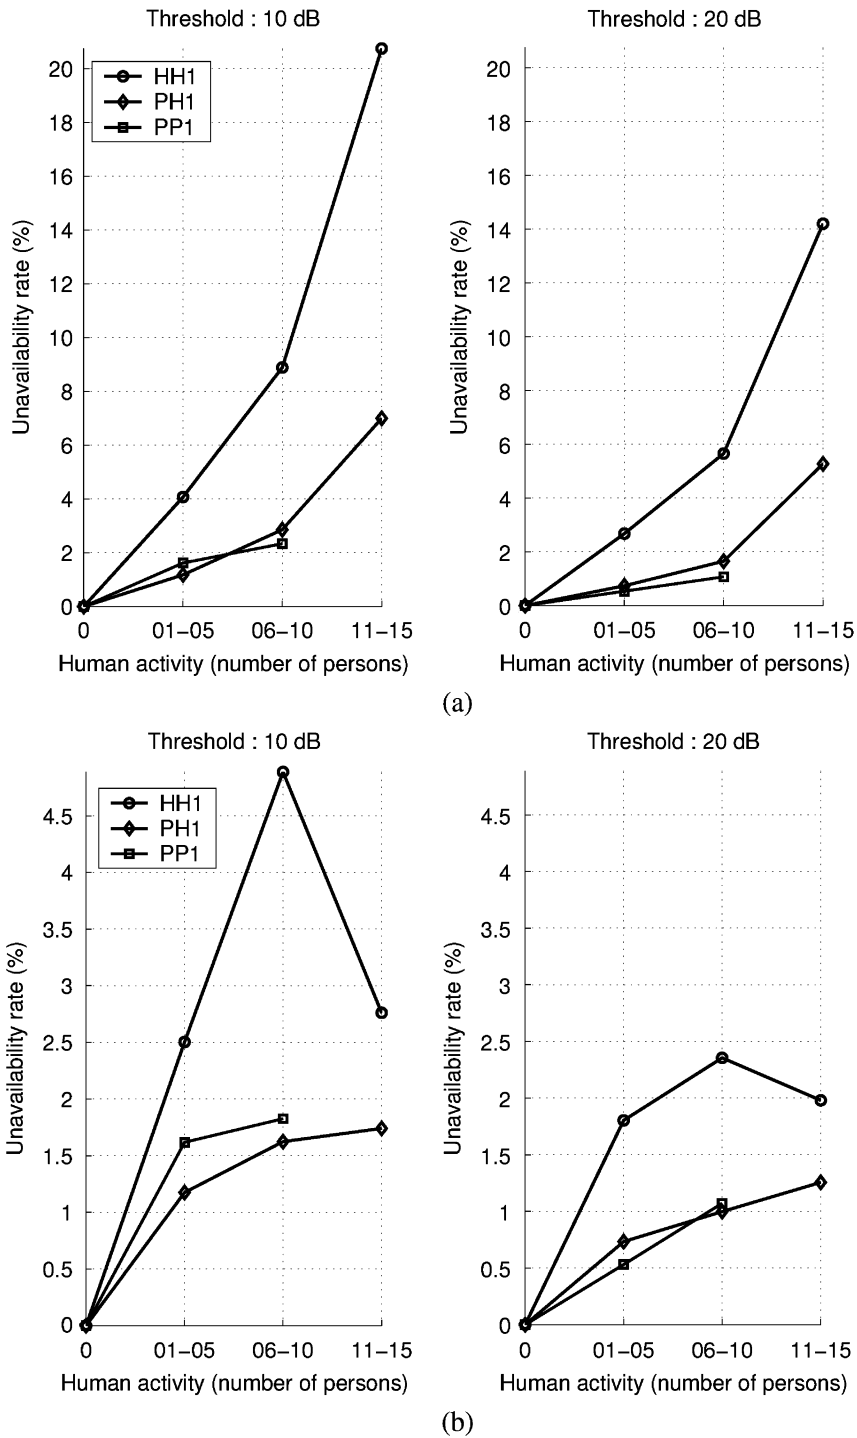 Threshold : 10 dB
20
18
16
14
12
10
8
6
4
2
0
Unavailability rate (%)
HH1
PH1
PP1
0 01−05 06−10 11−15
Human activity (number of persons)
Threshold : 20 dB
20
18
16
14
12
10
8
6
4
2
0
Unavailability rate (%)
0 01−05 06−10 11−15
Human activity (number of persons)
(a)
Threshold : 10 dB
4.5
4
3.5
3
2.5
2
1.5
1
0.5
0
Unavailability rate (%)
HH1
PH1
PP1
0 01−05 06−10 11−15
Human activity (number of persons)
Threshold : 20 dB
4.5
4
3.5
3
2.5
2
1.5
1
0.5
0
Unavailability rate (%)
0 01−05 06−10 11−15
Human activity (number of persons)
(b)